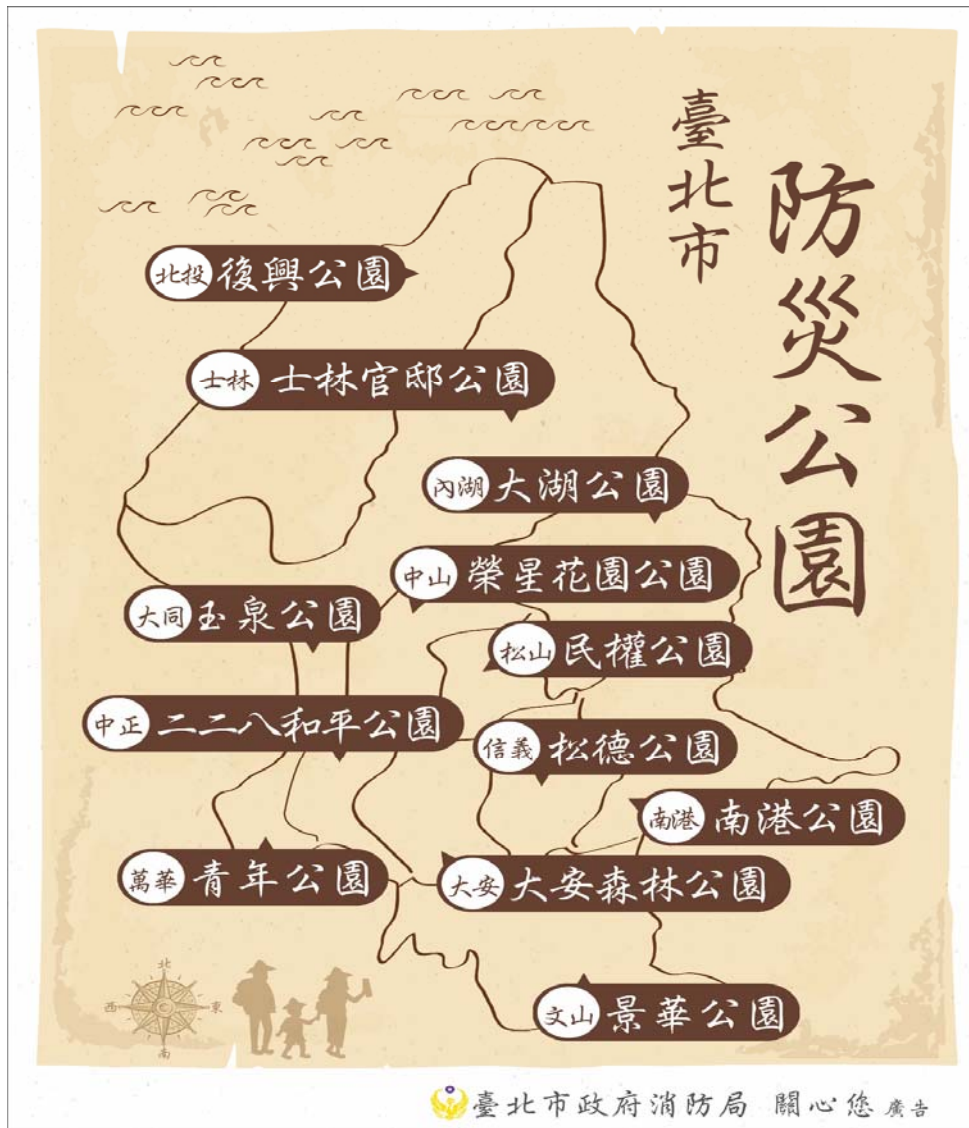 臺北市
防災公園
北投 復興公園
士林 士林官邸公園
內湖 大湖公園
中山 榮星花園公園
大同 玉泉公園
松山 民權公園
中正 二二八和平公園
信義 松德公園
南港 南港公園
萬華 青年公園
大安 大安森林公園
文山 景華公園
北
西
東
南
臺北市政府消防局 關心您 廣告